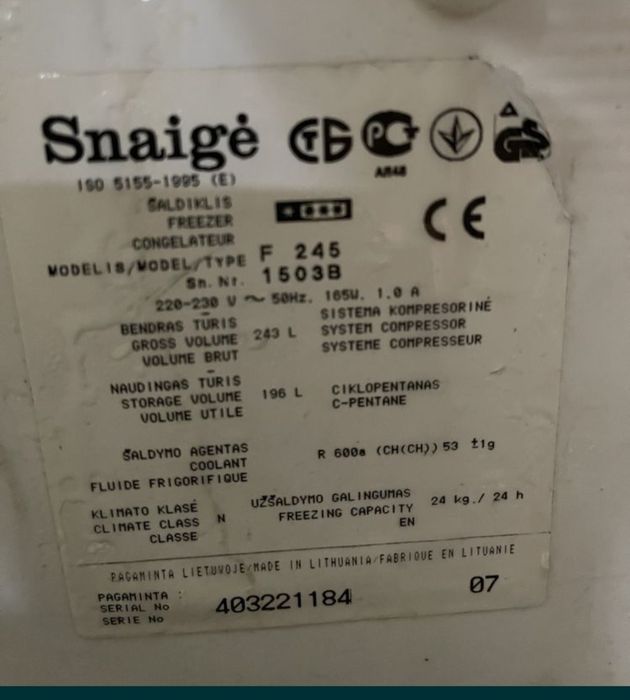 Snaigė
ISO 5155-1995 (E)
ŠALDIKLIS
FREEZER
CONGELATEUR
MODELIS/MODEL/TYPE F 245
Sn. Nr. 1503B
220-230 V ~ 50Hz. 165W. 1.0 A
BENDRAS TŪRIS
GROSS VOLUME 243 L
VOLUME BRUT
SISTEMA KOMPRESORINĖ
SYSTEM COMPRESSOR
SYSTEME COMPRESSEUR
NAUDINGAS TŪRIS
STORAGE VOLUME 196 L
VOLUME UTILE
CIKLOPENTANAS
C-PENTANE
ŠALDYMO AGENTAS
COOLANT
FLUIDE FRIGORIFIQUE
R 600a (CH(CH)) 53 ±1g
KLIMATO KLASĖ
CLIMATE CLASS N
CLASSE
UŽŠALDYMO GALINGUMAS
FREEZING CAPACITY
EN
24 kg./ 24 h
PAGAMINTA LIETUVOJE/MADE IN LITHUANIA/FABRIQUE EN LITUANIE
PAGAMINTA :
SERIAL No
SERIE No
403221184
07